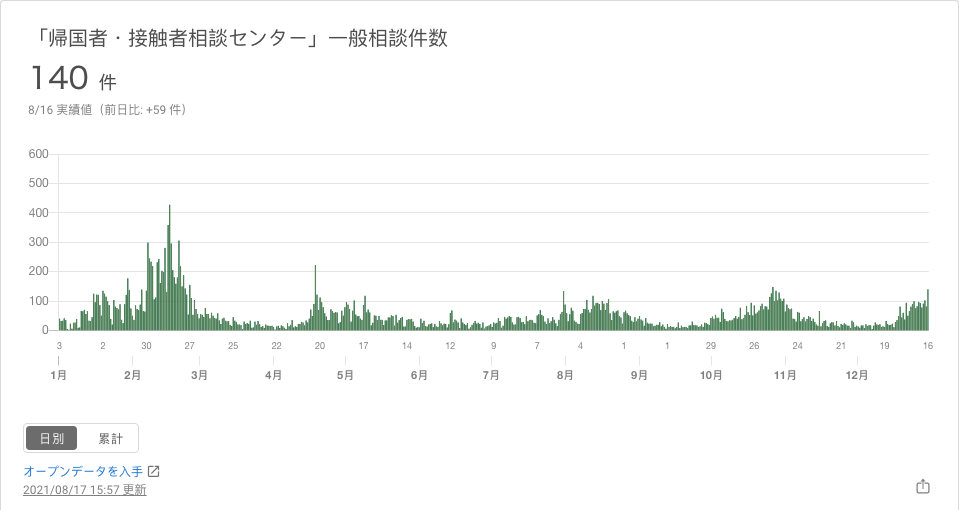 「帰国者・接触者相談センター」一般相談件数
140 件
8/16 実績値（前日比: +59 件）
600
500
400
300
200
100
0
3 2 30 27 25 22 20 17 14 12 9 7 4 1 1 29 26 24 21 19 16
1月 2月 3月 4月 5月 6月 7月 8月 9月 10月 11月 12月
日別 累計
オープンデータを入手
2021/08/17 15:57 更新